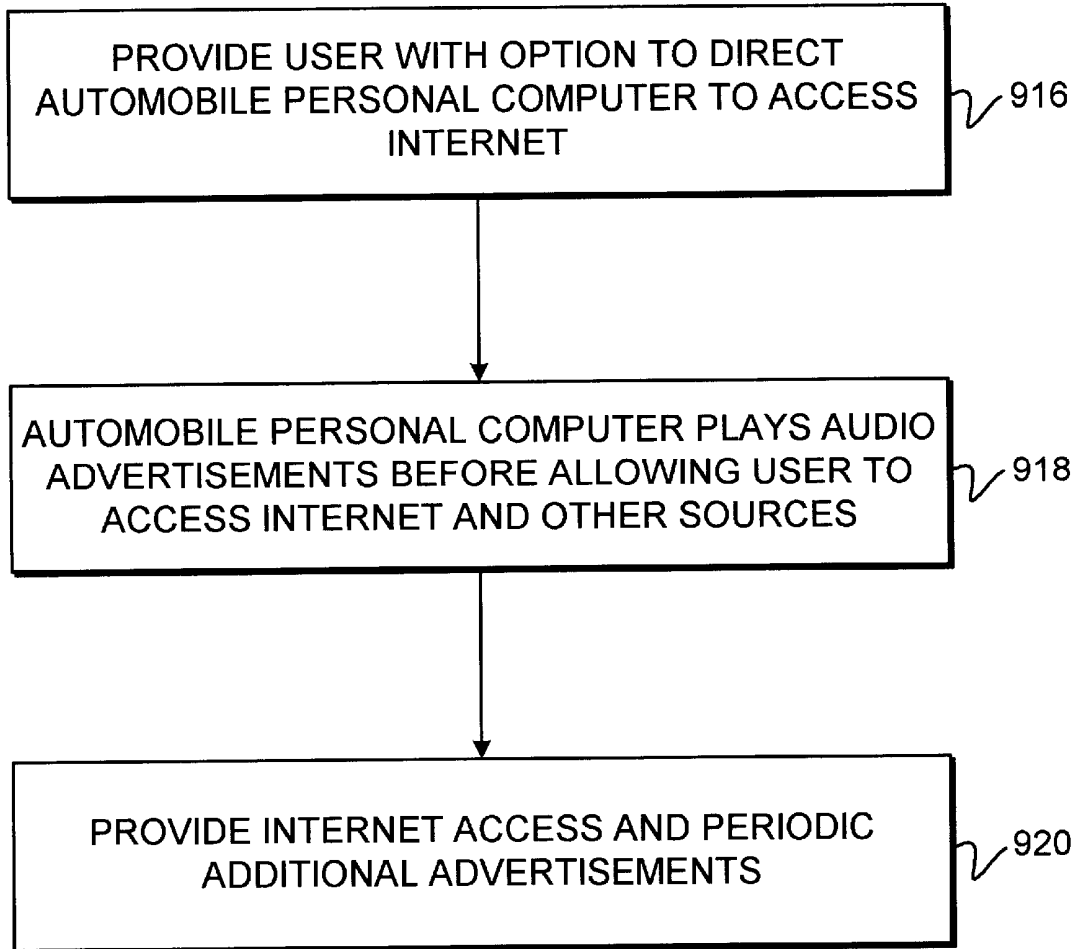 PROVIDE USER WITH OPTION TO DIRECT
AUTOMOBILE PERSONAL COMPUTER TO ACCESS
INTERNET
916
AUTOMOBILE PERSONAL COMPUTER PLAYS AUDIO
ADVERTISEMENTS BEFORE ALLOWING USER TO
ACCESS INTERNET AND OTHER SOURCES
918
PROVIDE INTERNET ACCESS AND PERIODIC
ADDITIONAL ADVERTISEMENTS
920